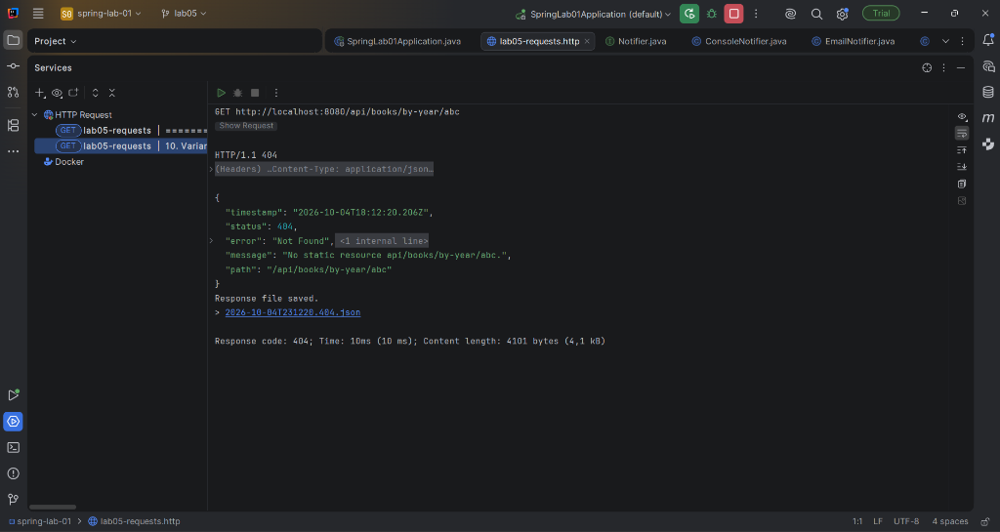 S0 spring-lab-01 lab05 SpringLab01Application (default) Trial
Project SpringLab01Application.java lab05-requests.http Notifier.java ConsoleNotifier.java EmailNotifier.java
Services
HTTP Request
GET lab05-requests | =======
GET lab05-requests | 10. Variar
Docker
GET http://localhost:8080/api/books/by-year/abc
Show Request
HTTP/1.1 404
(Headers) …Content-Type: application/json…
{
"timestamp": "2026-10-04T18:12:20.206Z",
"status": 404,
"error": "Not Found", <1 internal line>
"message": "No static resource api/books/by-year/abc.",
"path": "/api/books/by-year/abc"
}
Response file saved.
> 2026-10-04T231220.404.json
Response code: 404; Time: 10ms (10 ms); Content length: 4101 bytes (4,1 kB)
m
spring-lab-01 > lab05-requests.http 1:1 LF UTF-8 4 spaces